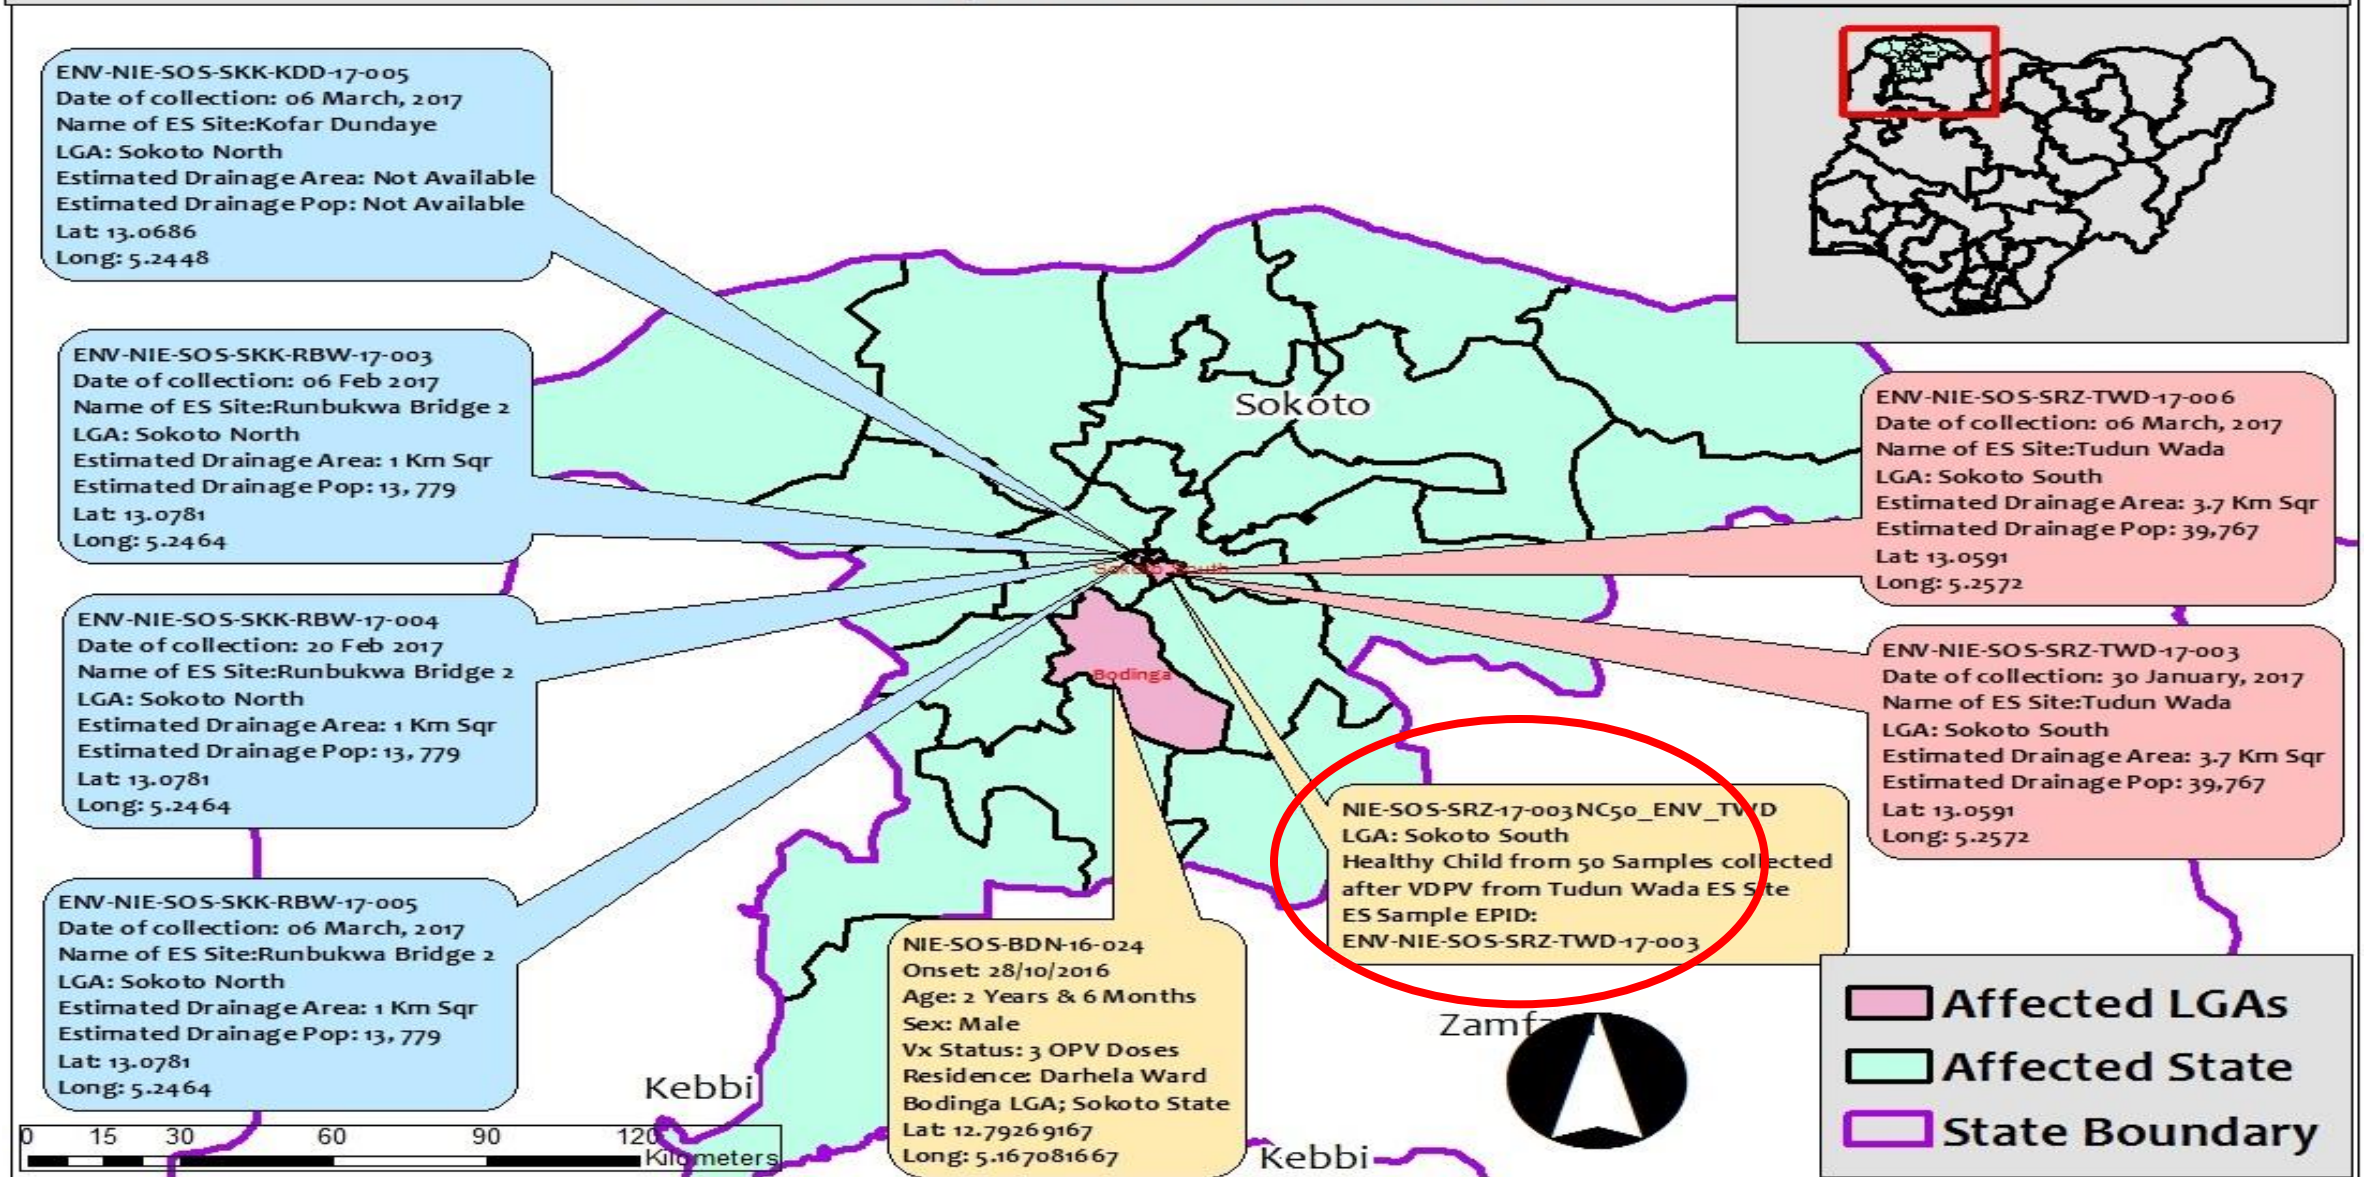 ENV-NIE-SOS-SKK-KDD-17-005
Date of collection: 06 March, 2017
Name of ES Site:Kofar Dundaye
LGA: Sokoto North
Estimated Drainage Area: Not Available
Estimated Drainage Pop: Not Available
Lat: 13.0686
Long: 5.2448
ENV-NIE-SOS-SKK-RBW-17-003
Date of collection: 06 Feb 2017
Name of ES Site:Runbukwa Bridge 2
LGA: Sokoto North
Estimated Drainage Area: 1 Km Sqr
Estimated Drainage Pop: 13, 779
Lat: 13.0781
Long: 5.2464
ENV-NIE-SOS-SKK-RBW-17-004
Date of collection: 20 Feb 2017
Name of ES Site:Runbukwa Bridge 2
LGA: Sokoto North
Estimated Drainage Area: 1 Km Sqr
Estimated Drainage Pop: 13, 779
Lat: 13.0781
Long: 5.2464
ENV-NIE-SOS-SKK-RBW-17-005
Date of collection: 06 March, 2017
Name of ES Site:Runbukwa Bridge 2
LGA: Sokoto North
Estimated Drainage Area: 1 Km Sqr
Estimated Drainage Pop: 13, 779
Lat: 13.0781
Long: 5.2464
Sokoto
Sokoto South
Bodinga
ENV-NIE-SOS-SRZ-TWD-17-006
Date of collection: 06 March, 2017
Name of ES Site:Tudun Wada
LGA: Sokoto South
Estimated Drainage Area: 3.7 Km Sqr
Estimated Drainage Pop: 39,767
Lat: 13.0591
Long: 5.2572
ENV-NIE-SOS-SRZ-TWD-17-003
Date of collection: 30 January, 2017
Name of ES Site:Tudun Wada
LGA: Sokoto South
Estimated Drainage Area: 3.7 Km Sqr
Estimated Drainage Pop: 39,767
Lat: 13.0591
Long: 5.2572
NIE-SOS-SRZ-17-003NC50_ENV_TWD
LGA: Sokoto South
Healthy Child from 50 Samples collected
after VDPV from Tudun Wada ES Site
ES Sample EPID:
ENV-NIE-SOS-SRZ-TWD-17-003
NIE-SOS-BDN-16-024
Onset: 28/10/2016
Age: 2 Years & 6 Months
Sex: Male
Vx Status: 3 OPV Doses
Residence: Darhela Ward
Bodinga LGA; Sokoto State
Lat: 12.79269167
Long: 5.167081667
Kebbi
Kebbi
0 15 30 60 90 120
Kilometers
Affected LGAs
Affected State
State Boundary